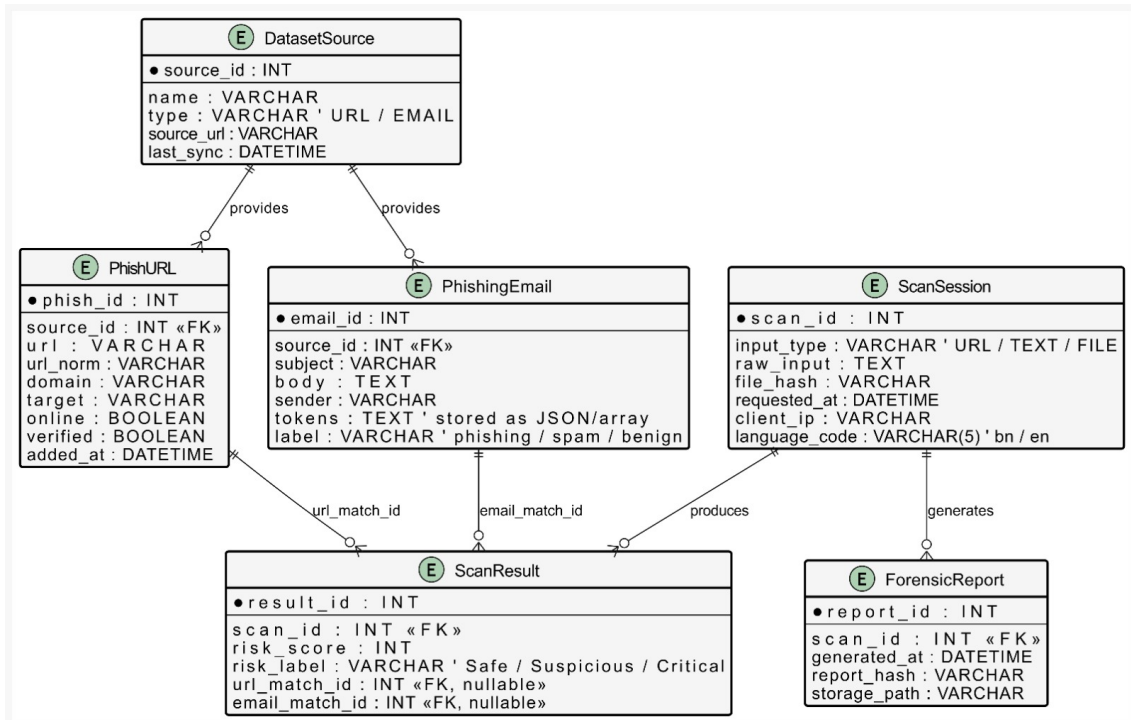 E DatasetSource
source_id : INT
name : VARCHAR
type : VARCHAR ' URL / EMAIL
source_url : VARCHAR
last_sync : DATETIME
provides
provides
E PhishURL
phish_id : INT
source_id : INT «FK»
url : VARCHAR
url_norm : VARCHAR
domain : VARCHAR
target : VARCHAR
online : BOOLEAN
verified : BOOLEAN
added_at : DATETIME
E PhishingEmail
email_id : INT
source_id : INT «FK»
subject : VARCHAR
body : TEXT
sender : VARCHAR
tokens : TEXT ' stored as JSON/array
label : VARCHAR ' phishing / spam / benign
E ScanSession
scan_id : INT
input_type : VARCHAR ' URL / TEXT / FILE
raw_input : TEXT
file_hash : VARCHAR
requested_at : DATETIME
client_ip : VARCHAR
language_code : VARCHAR(5) ' bn / en
url_match_id
email_match_id
produces
generates
E ScanResult
result_id : INT
scan_id : INT «FK»
risk_score : INT
risk_label : VARCHAR ' Safe / Suspicious / Critical
url_match_id : INT «FK, nullable»
email_match_id : INT «FK, nullable»
E ForensicReport
report_id : INT
scan_id : INT «FK»
generated_at : DATETIME
report_hash : VARCHAR
storage_path : VARCHAR